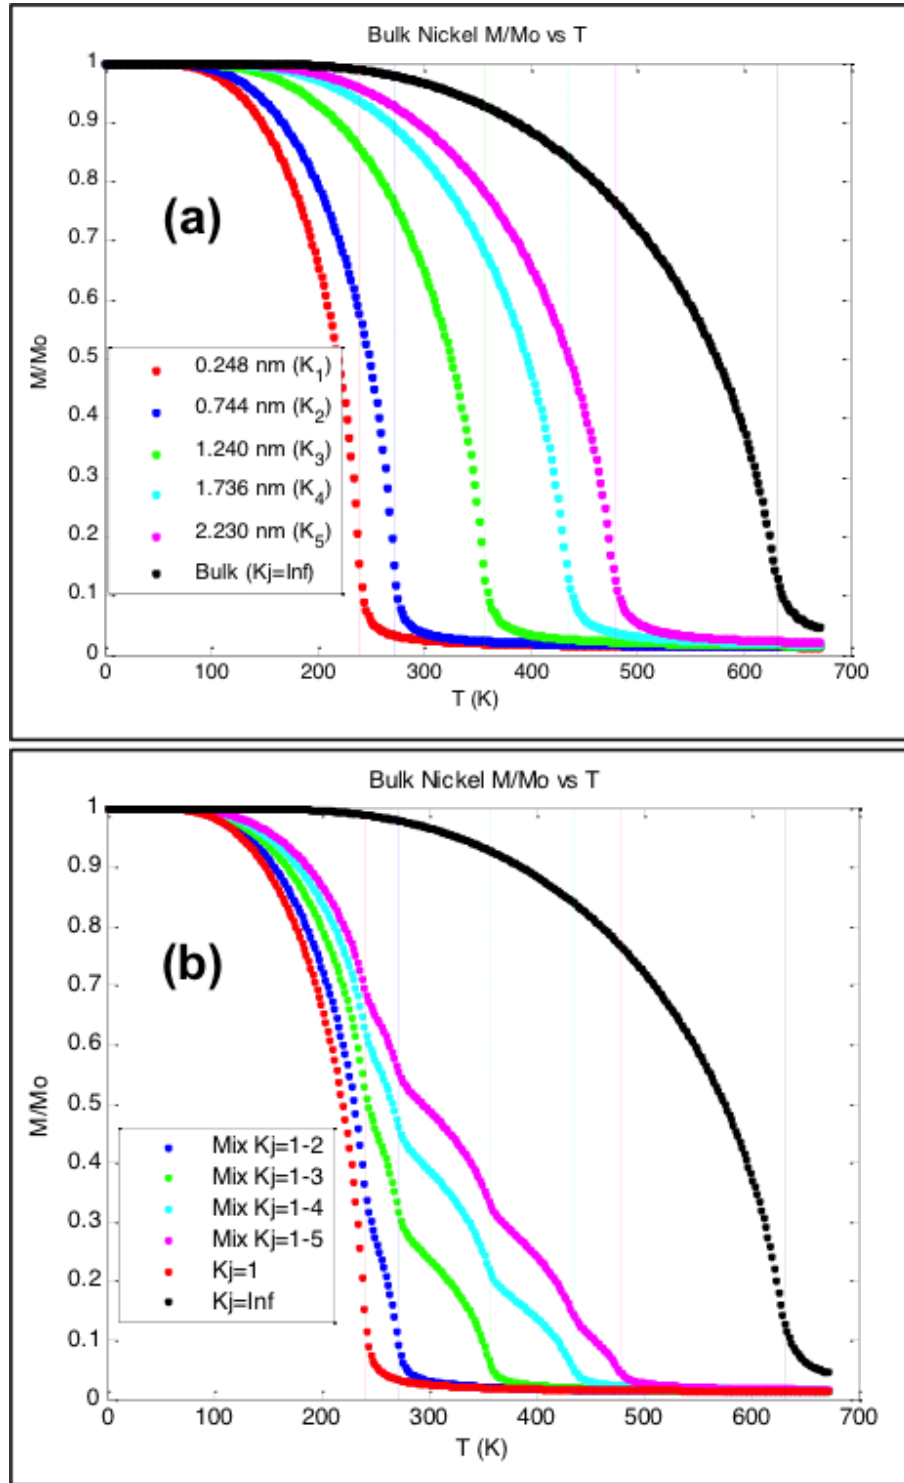 Bulk Nickel M/Mo vs T
1
0.9
0.8
0.7
0.6
0.5
0.4
0.3
0.2
0.1
0
M/Mo
(a)
0.248 nm (K₁)
0.744 nm (K₂)
1.240 nm (K₃)
1.736 nm (K₄)
2.230 nm (K₅)
Bulk (Kj=Inf)
0 100 200 300 400 500 600 700
T (K)
Bulk Nickel M/Mo vs T
1
0.9
0.8
0.7
0.6
0.5
0.4
0.3
0.2
0.1
0
M/Mo
(b)
Mix Kj=1-2
Mix Kj=1-3
Mix Kj=1-4
Mix Kj=1-5
Kj=1
Kj=Inf
0 100 200 300 400 500 600 700
T (K)